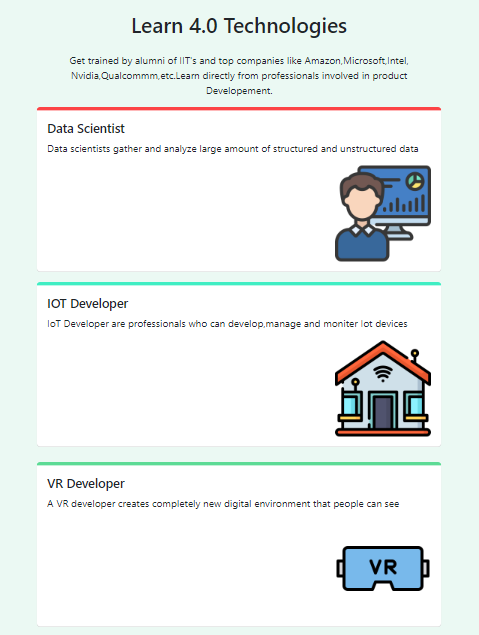 Learn 4.0 Technologies
Get trained by alumni of IIT's and top companies like Amazon,Microsoft,Intel,
Nvidia,Qualcommm,etc.Learn directly from professionals involved in product
Developement.
Data Scientist
Data scientists gather and analyze large amount of structured and unstructured data
IOT Developer
IoT Developer are professionals who can develop,manage and moniter Iot devices
VR Developer
A VR developer creates completely new digital environment that people can see
VR